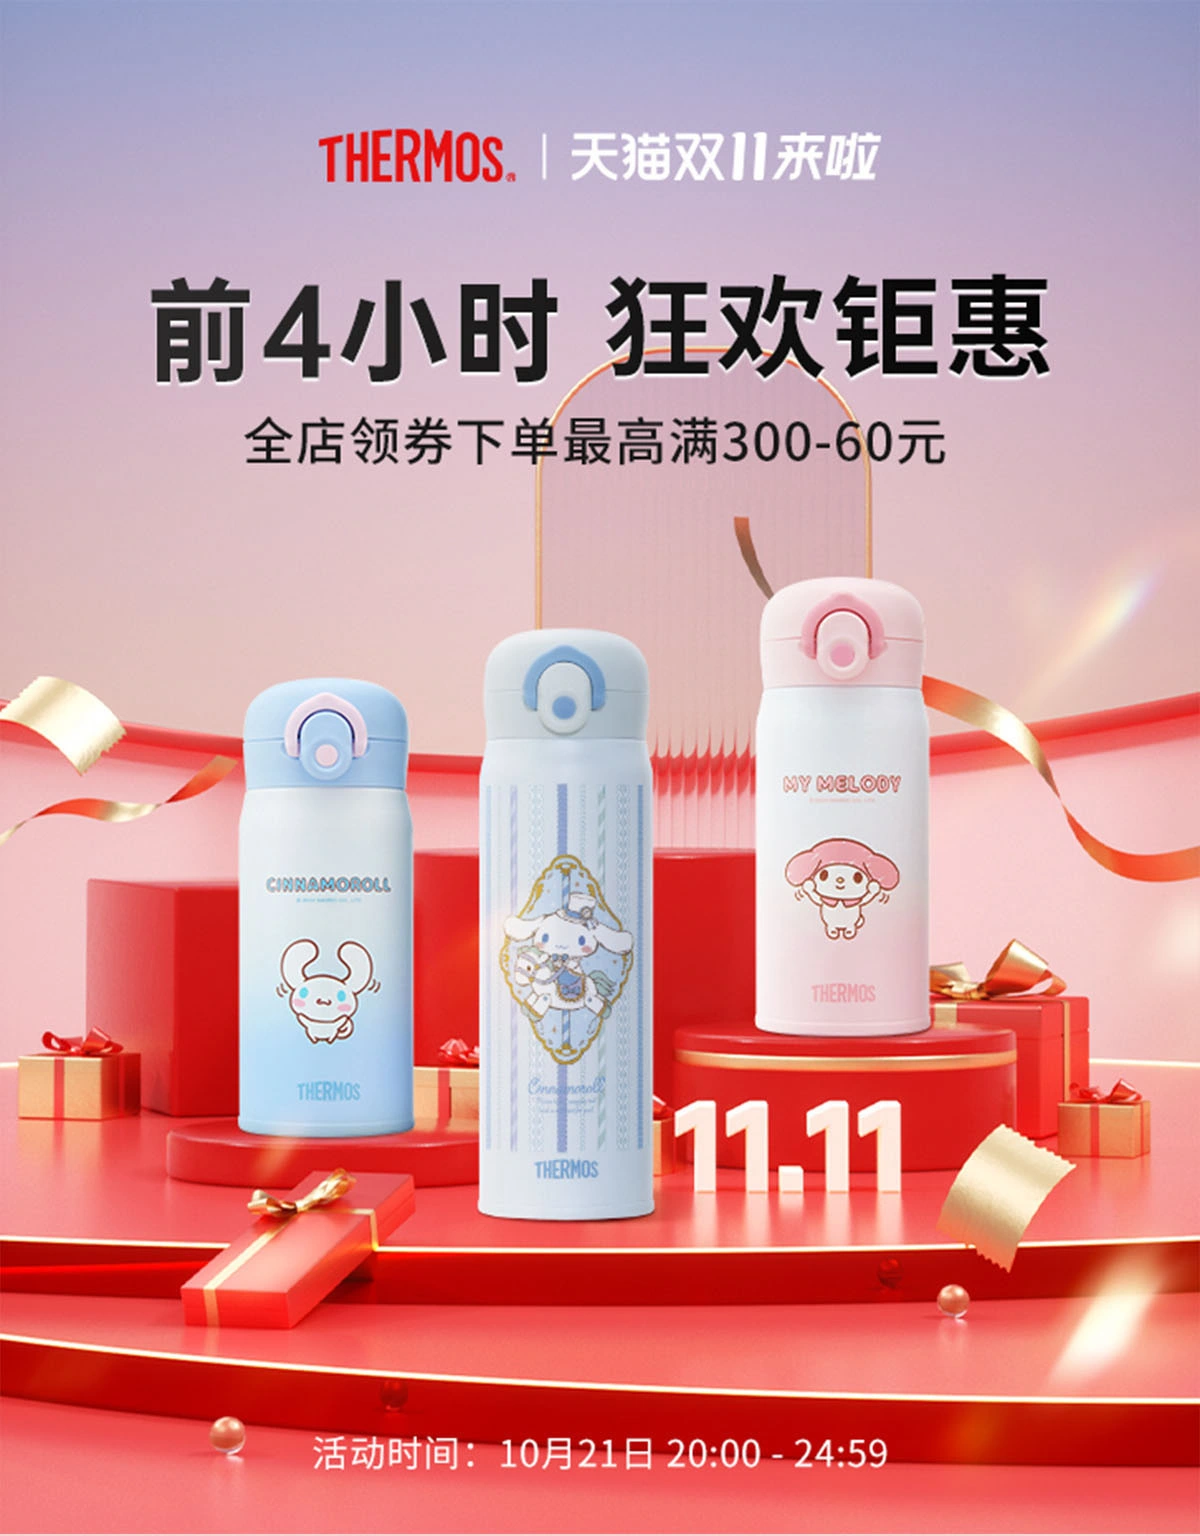 THERMOS® | 天猫双11来啦
前4小时 狂欢钜惠
全店领券下单最高满300-60元
MY MELODY
THERMOS
CINNAMOROLL
THERMOS
Cinnamoroll
THERMOS
11.11
活动时间：10月21日 20:00 - 24:59